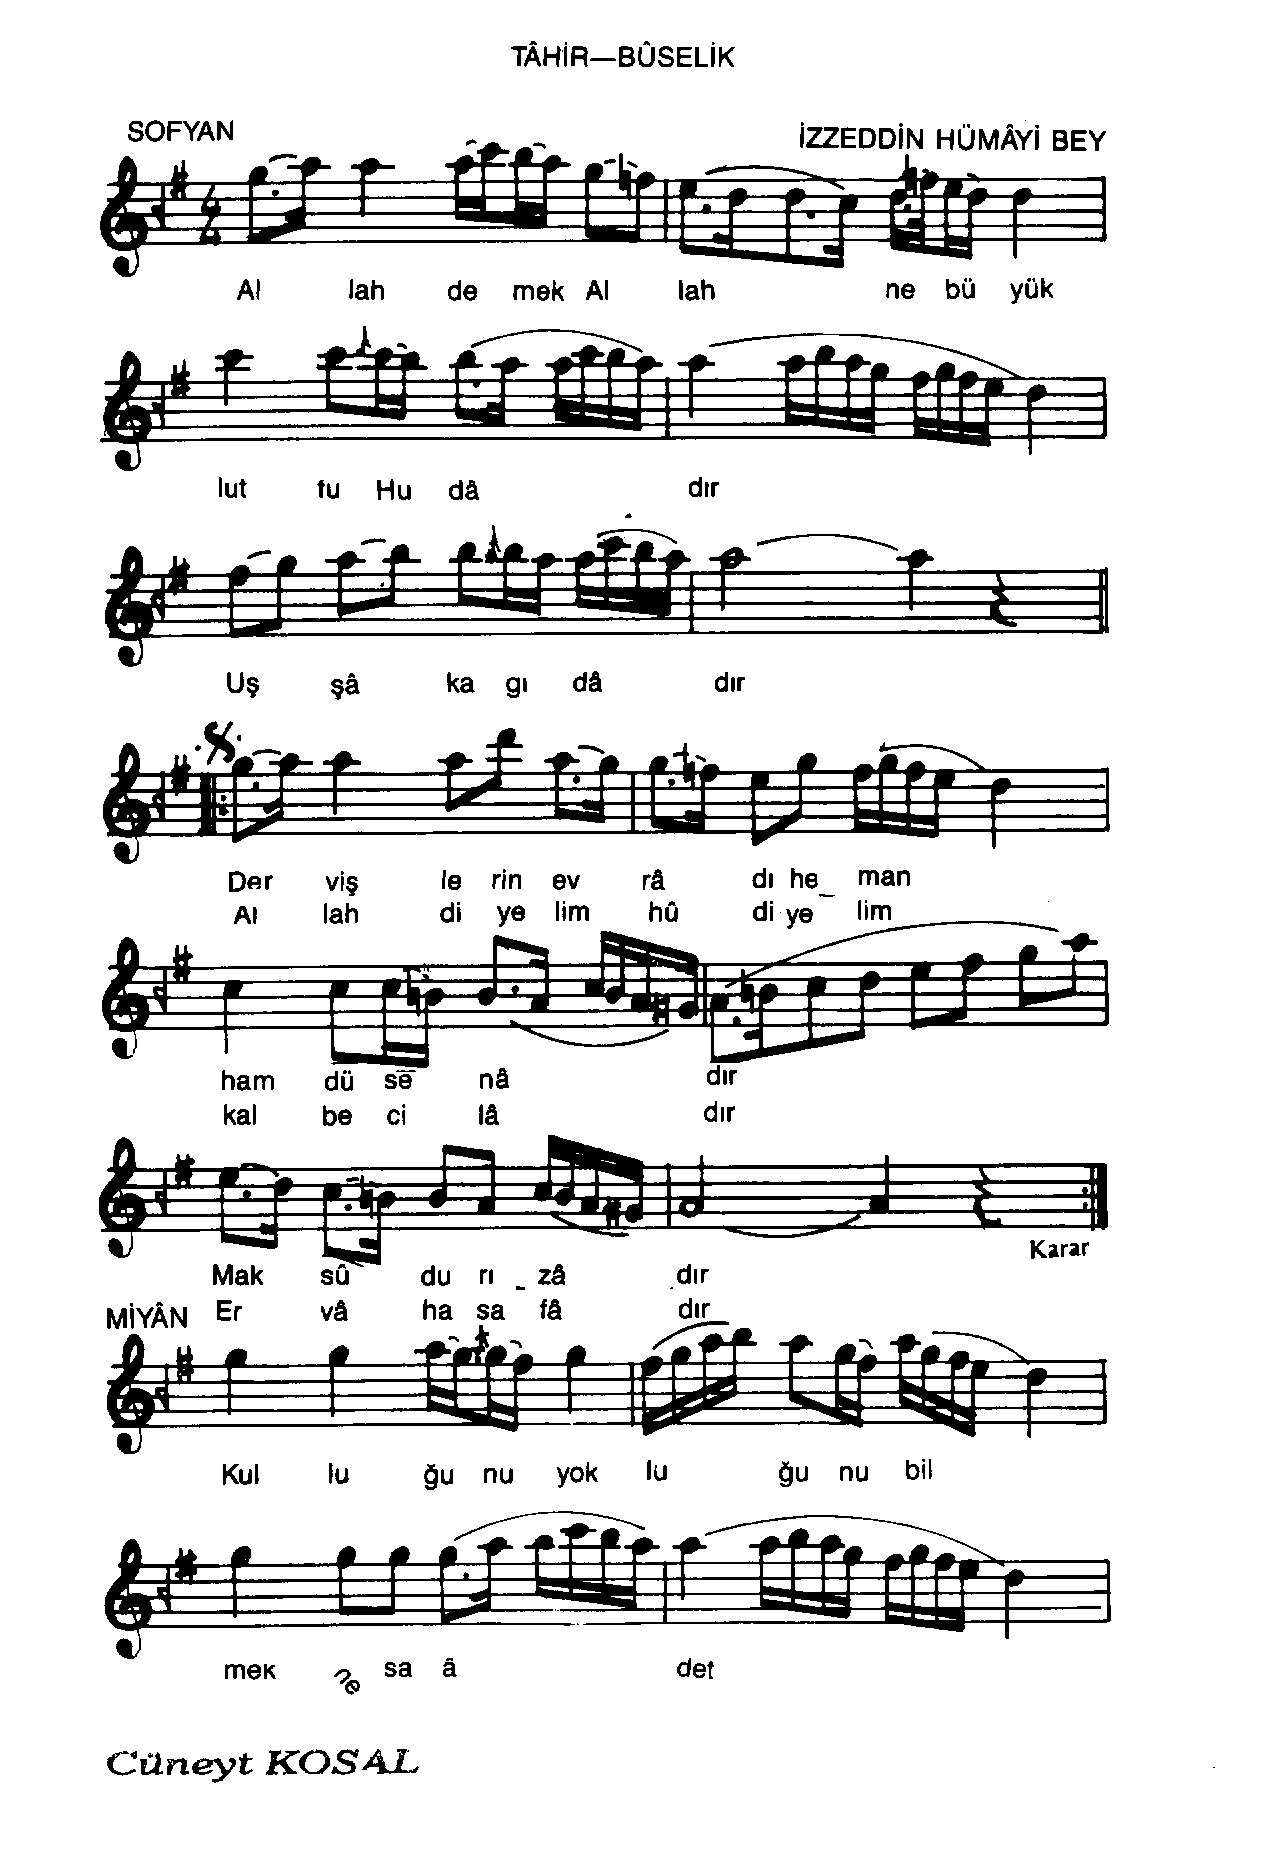 TÂHİR—BÛSELİK
SOFYAN
İZZEDDİN HÜMÂYİ BEY
Al lah de mek Al lah ne bü yük
lut fu Hu dâ dır
Uş şâ ka gı dâ dır
Der viş le rin ev râ dı he_ man
Al lah di ye lim hû di ye lim
ham dü se nâ dır
kal be ci lâ dır
Mak sû du rı _ zâ dır
Karar
MİYÂN Er vâ ha sa fâ dır
Kul lu ğu nu yok lu ğu nu bil
mek ne sa â det
Cüneyt KOSAL